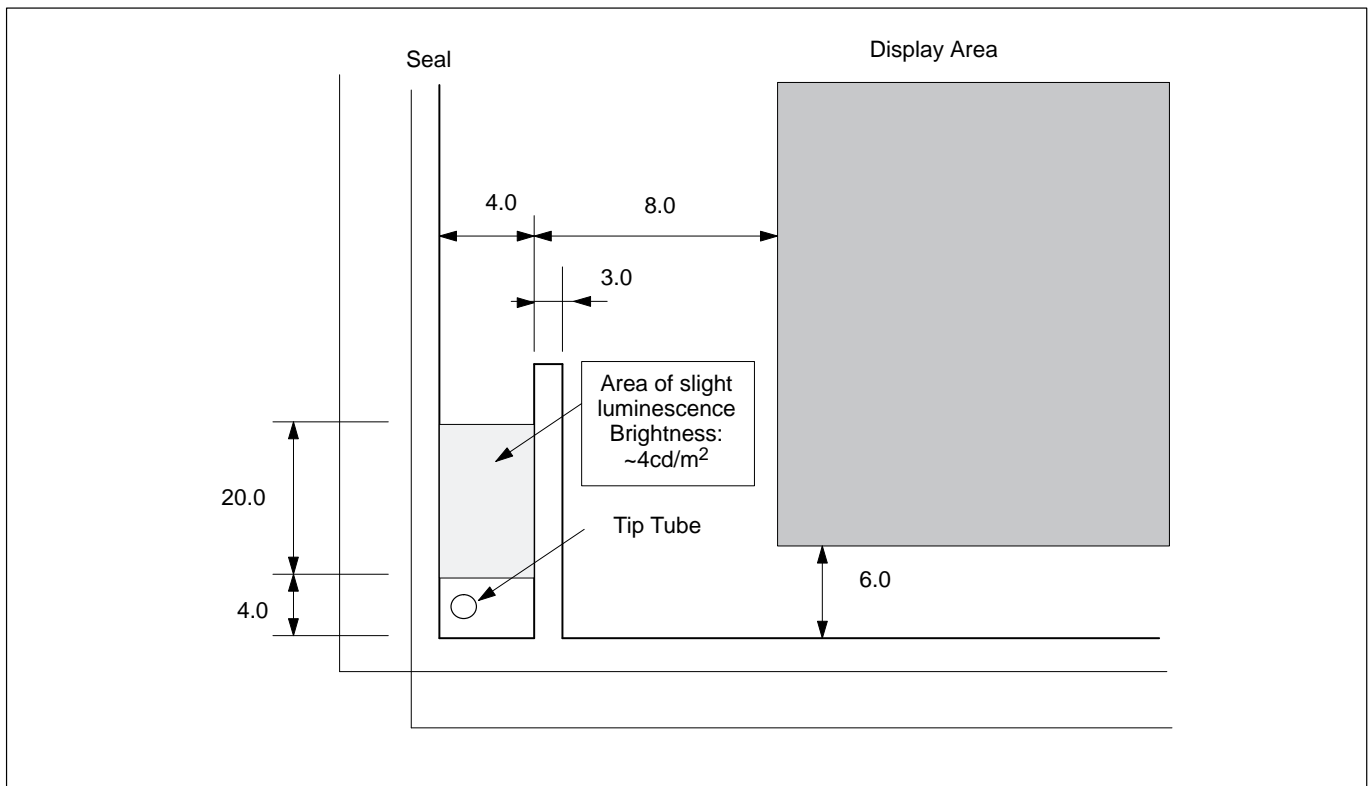 Seal
Display Area
4.0
8.0
3.0
Area of slight
luminescence
Brightness:
~4cd/m²
20.0
Tip Tube
6.0
4.0